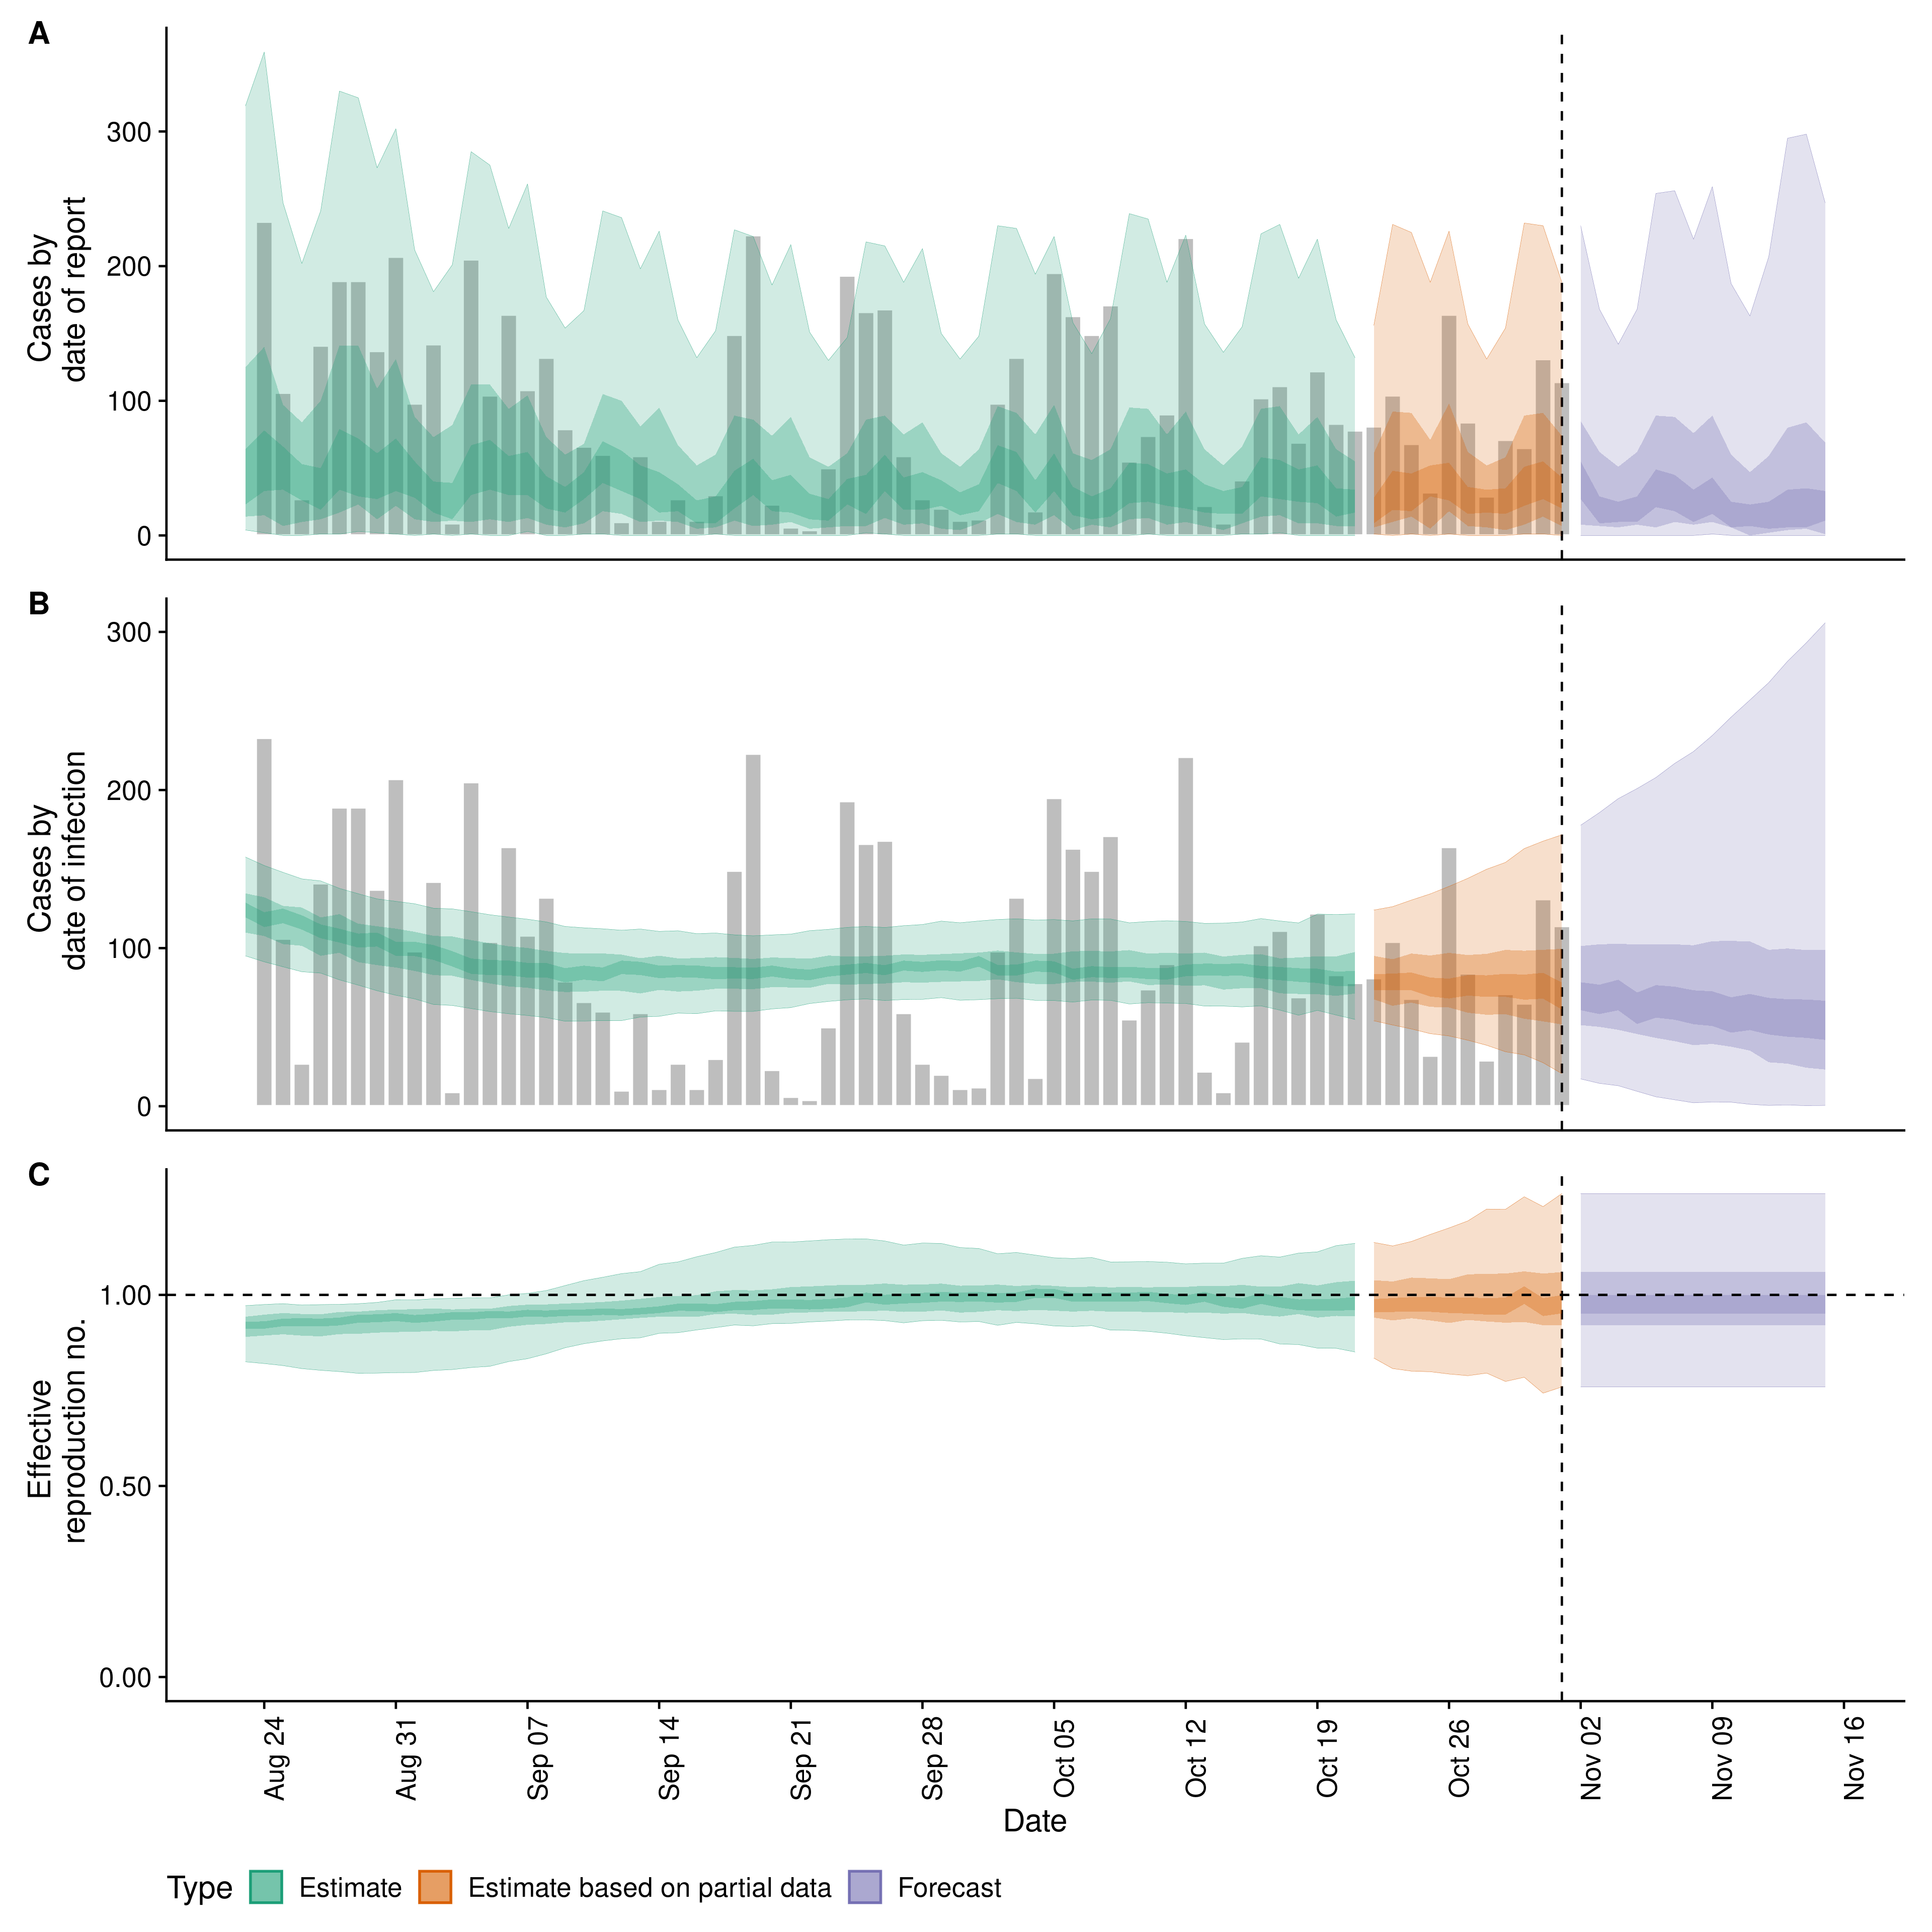 A
Cases by
date of report
300
200
100
0
B
Cases by
date of infection
300
200
100
0
C
Effective
reproduction no.
1.00
0.50
0.00
Aug 24
Aug 31
Sep 07
Sep 14
Sep 21
Sep 28
Oct 05
Oct 12
Oct 19
Oct 26
Nov 02
Nov 09
Nov 16
Date
Type Estimate Estimate based on partial data Forecast